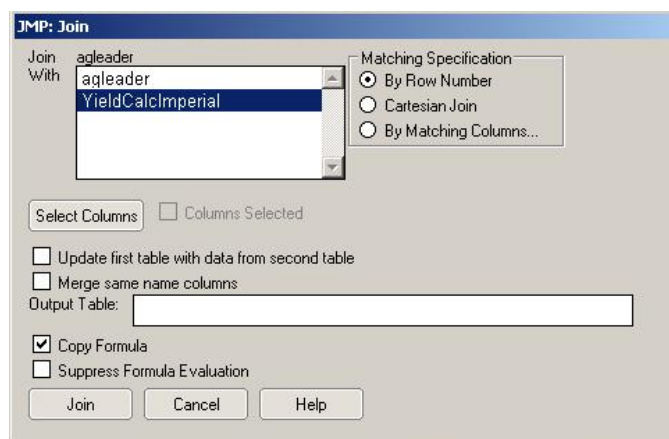 JMP: Join
Join agleader
With
agleader
YieldCalcImperial
Matching Specification
By Row Number
Cartesian Join
By Matching Columns...
Select Columns
Columns Selected
Update first table with data from second table
Merge same name columns
Output Table:
Copy Formula
Suppress Formula Evaluation
Join Cancel Help